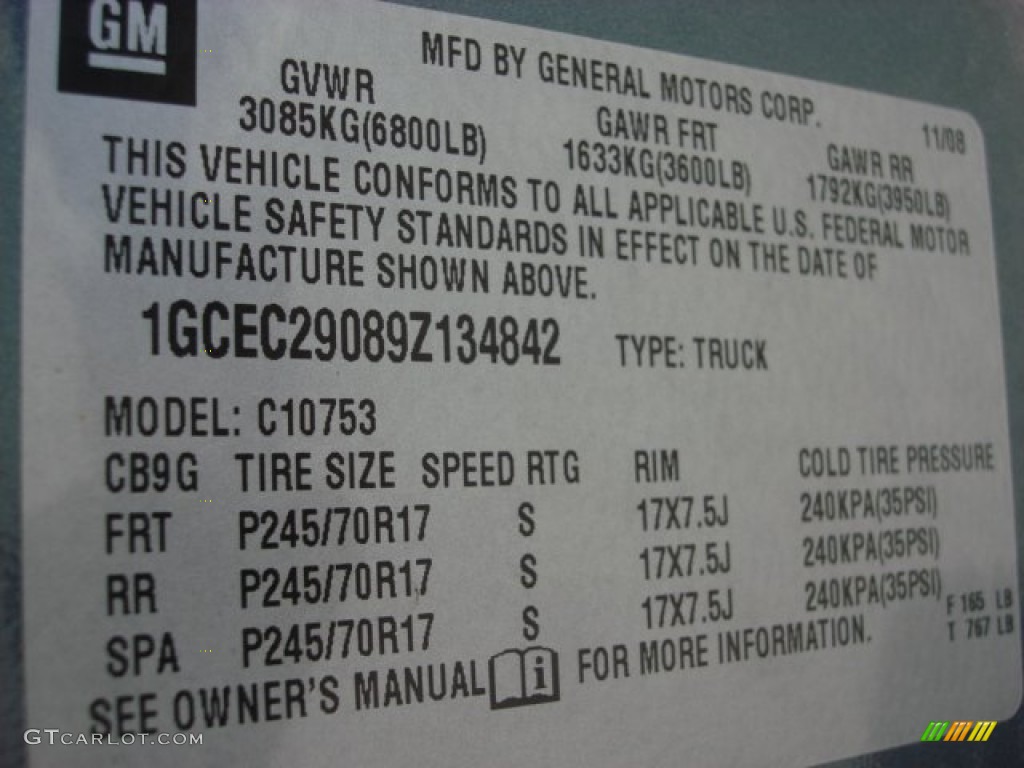 GM
MFD BY GENERAL MOTORS CORP.
11/08
GVWR GAWR FRT GAWR RR
3085KG(6800LB) 1633KG(3600LB) 1792KG(3950LB)
THIS VEHICLE CONFORMS TO ALL APPLICABLE U.S. FEDERAL MOTOR
VEHICLE SAFETY STANDARDS IN EFFECT ON THE DATE OF
MANUFACTURE SHOWN ABOVE.
1GCEC29089Z134842 TYPE: TRUCK
MODEL: C10753
CB9G TIRE SIZE SPEED RTG RIM COLD TIRE PRESSURE
FRT P245/70R17 S 17X7.5J 240KPA(35PSI)
RR P245/70R17 S 17X7.5J 240KPA(35PSI)
SPA P245/70R17 S 17X7.5J 240KPA(35PSI)
F 165 LB
T 767 LB
SEE OWNER'S MANUAL i FOR MORE INFORMATION.
GTCARLOT.COM